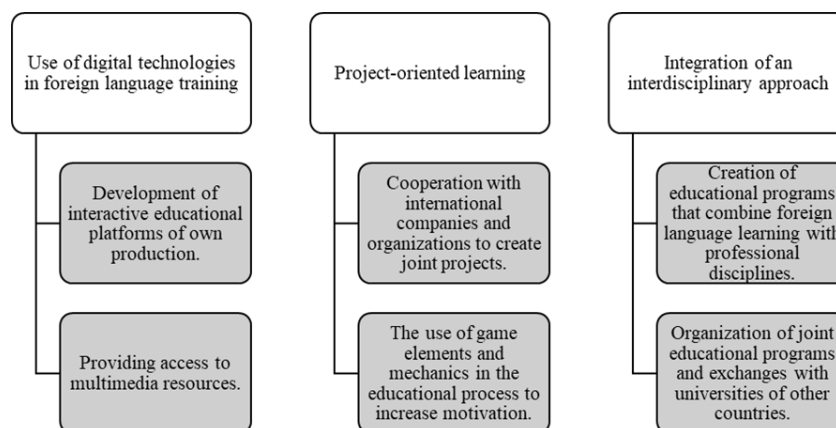 Use of digital technologies
in foreign language training
Project-oriented learning
Integration of an
interdisciplinary approach
Development of
interactive educational
platforms of own
production.
Cooperation with
international
companies and
organizations to create
joint projects.
Creation of
educational programs
that combine foreign
language learning with
professional
disciplines.
Providing access to
multimedia resources.
The use of game
elements and
mechanics in the
educational process to
increase motivation.
Organization of joint
educational programs
and exchanges with
universities of other
countries.